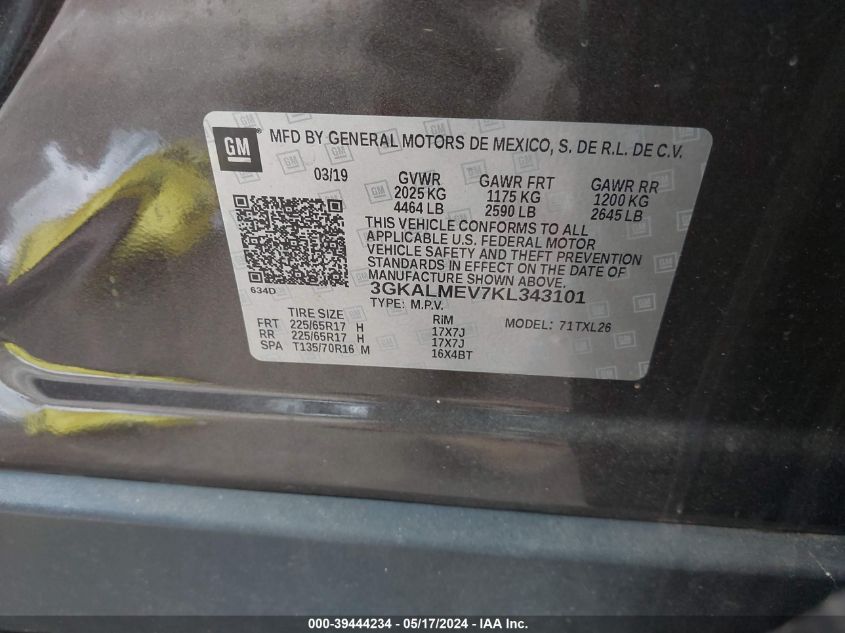 GM
MFD BY GENERAL MOTORS DE MEXICO, S. DE R.L. DE C.V.
03/19 GVWR GAWR FRT GAWR RR
2025 KG 1175 KG 1200 KG
4464 LB 2590 LB 2645 LB
THIS VEHICLE CONFORMS TO ALL
APPLICABLE U.S. FEDERAL MOTOR
VEHICLE SAFETY AND THEFT PREVENTION
STANDARDS IN EFFECT ON THE DATE OF
MANUFACTURE SHOWN ABOVE.
634D 3GKALMEV7KL343101
TYPE: M.P.V.
TIRE SIZE RIM MODEL: 71TXL26
FRT 225/65R17 H 17X7J
RR 225/65R17 H 17X7J
SPA T135/70R16 M 16X4BT
000-39444234 - 05/17/2024 - IAA Inc.